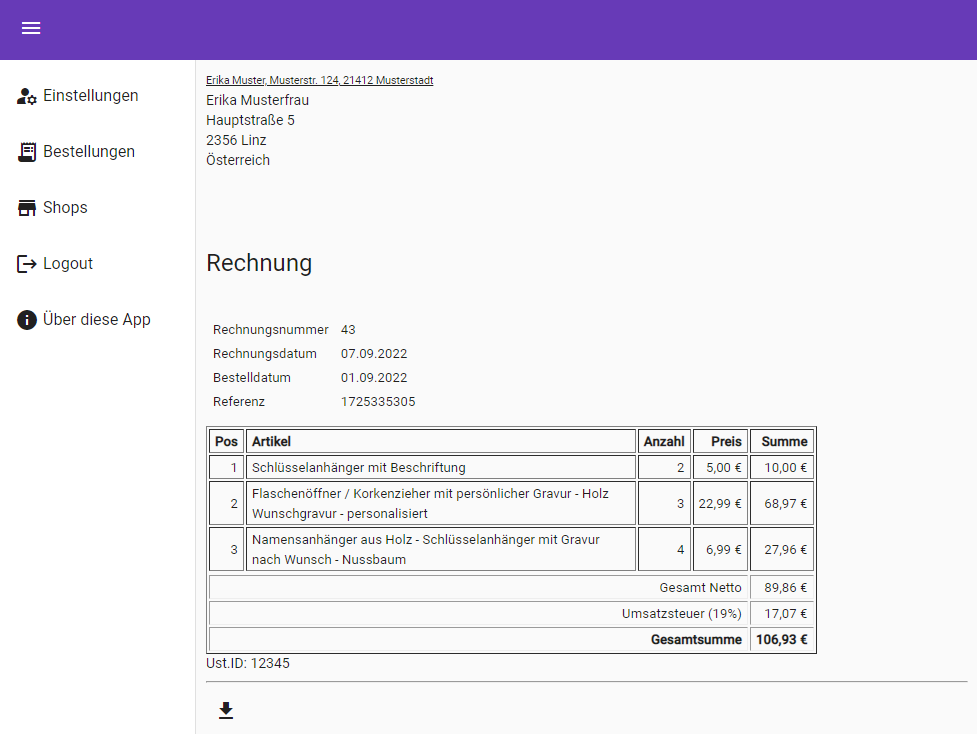 Einstellungen
Bestellungen
Shops
Logout
Über diese App
Erika Muster, Musterstr. 124, 21412 Musterstadt
Erika Musterfrau
Hauptstraße 5
2356 Linz
Österreich
Rechnung
Rechnungsnummer 43
Rechnungsdatum 07.09.2022
Bestelldatum 01.09.2022
Referenz 1725335305
Pos Artikel Anzahl Preis Summe
1 Schlüsselanhänger mit Beschriftung 2 5,00 € 10,00 €
2 Flaschenöffner / Korkenzieher mit persönlicher Gravur - Holz
Wunschgravur - personalisiert 3 22,99 € 68,97 €
3 Namensanhänger aus Holz - Schlüsselanhänger mit Gravur
nach Wunsch - Nussbaum 4 6,99 € 27,96 €
Gesamt Netto 89,86 €
Umsatzsteuer (19%) 17,07 €
Gesamtsumme 106,93 €
Ust.ID: 12345